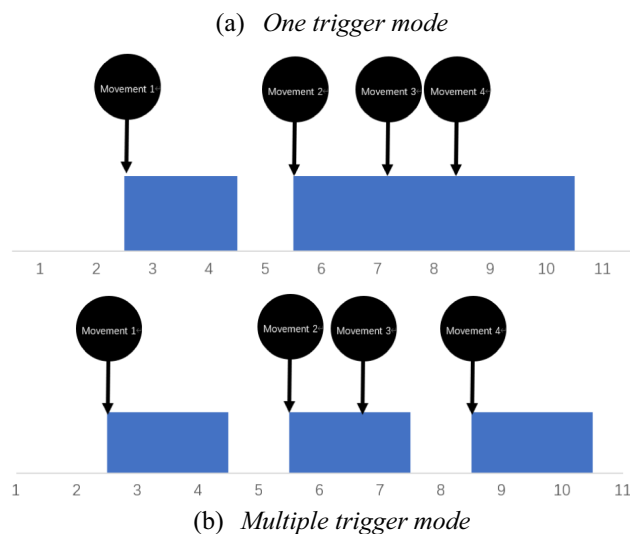 (a) One trigger mode
Movement 1 Movement 2 Movement 3 Movement 4
1 2 3 4 5 6 7 8 9 10 11
Movement 1 Movement 2 Movement 3 Movement 4
1 2 3 4 5 6 7 8 9 10 11
(b) Multiple trigger mode